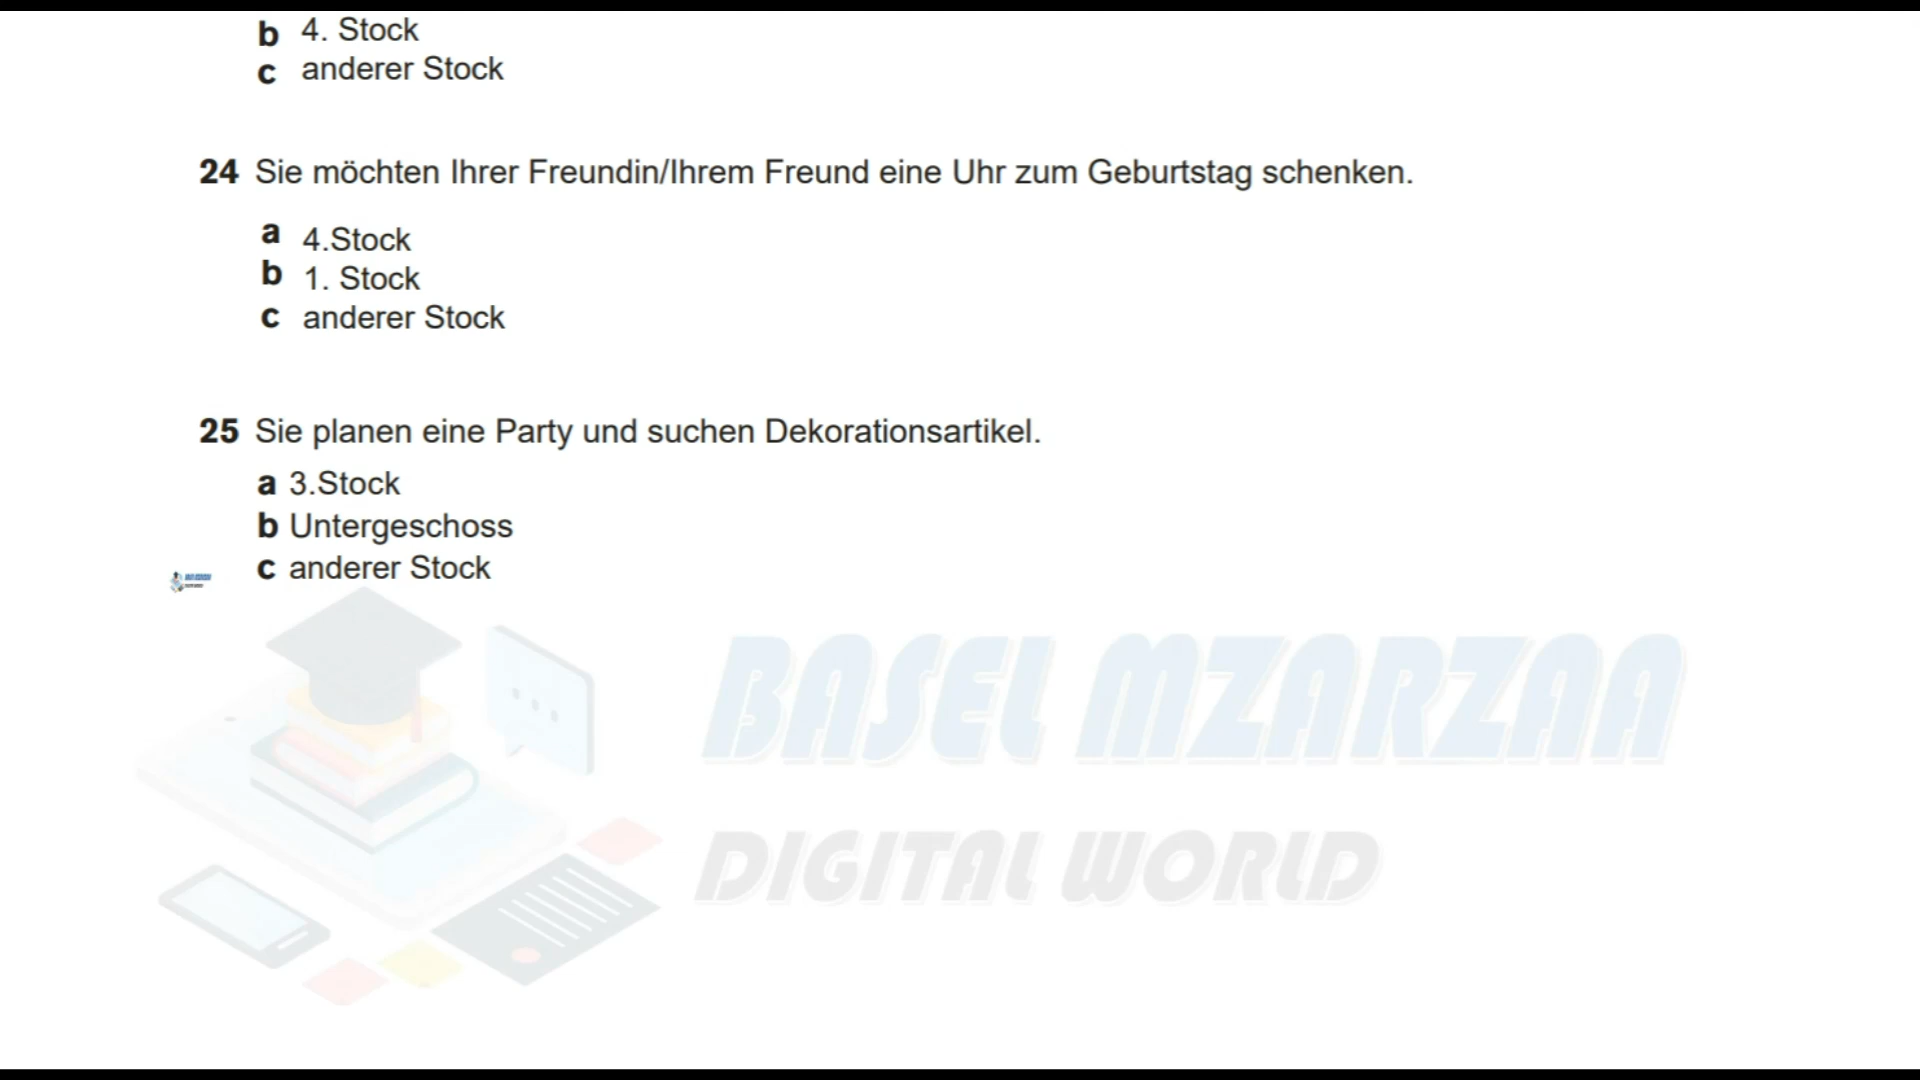 b 4. Stock
c anderer Stock
24 Sie möchten Ihrer Freundin/Ihrem Freund eine Uhr zum Geburtstag schenken.
a 4.Stock
b 1. Stock
c anderer Stock
25 Sie planen eine Party und suchen Dekorationsartikel.
a 3.Stock
b Untergeschoss
c anderer Stock
BASEL MZARZAA
DIGITAL WORLD